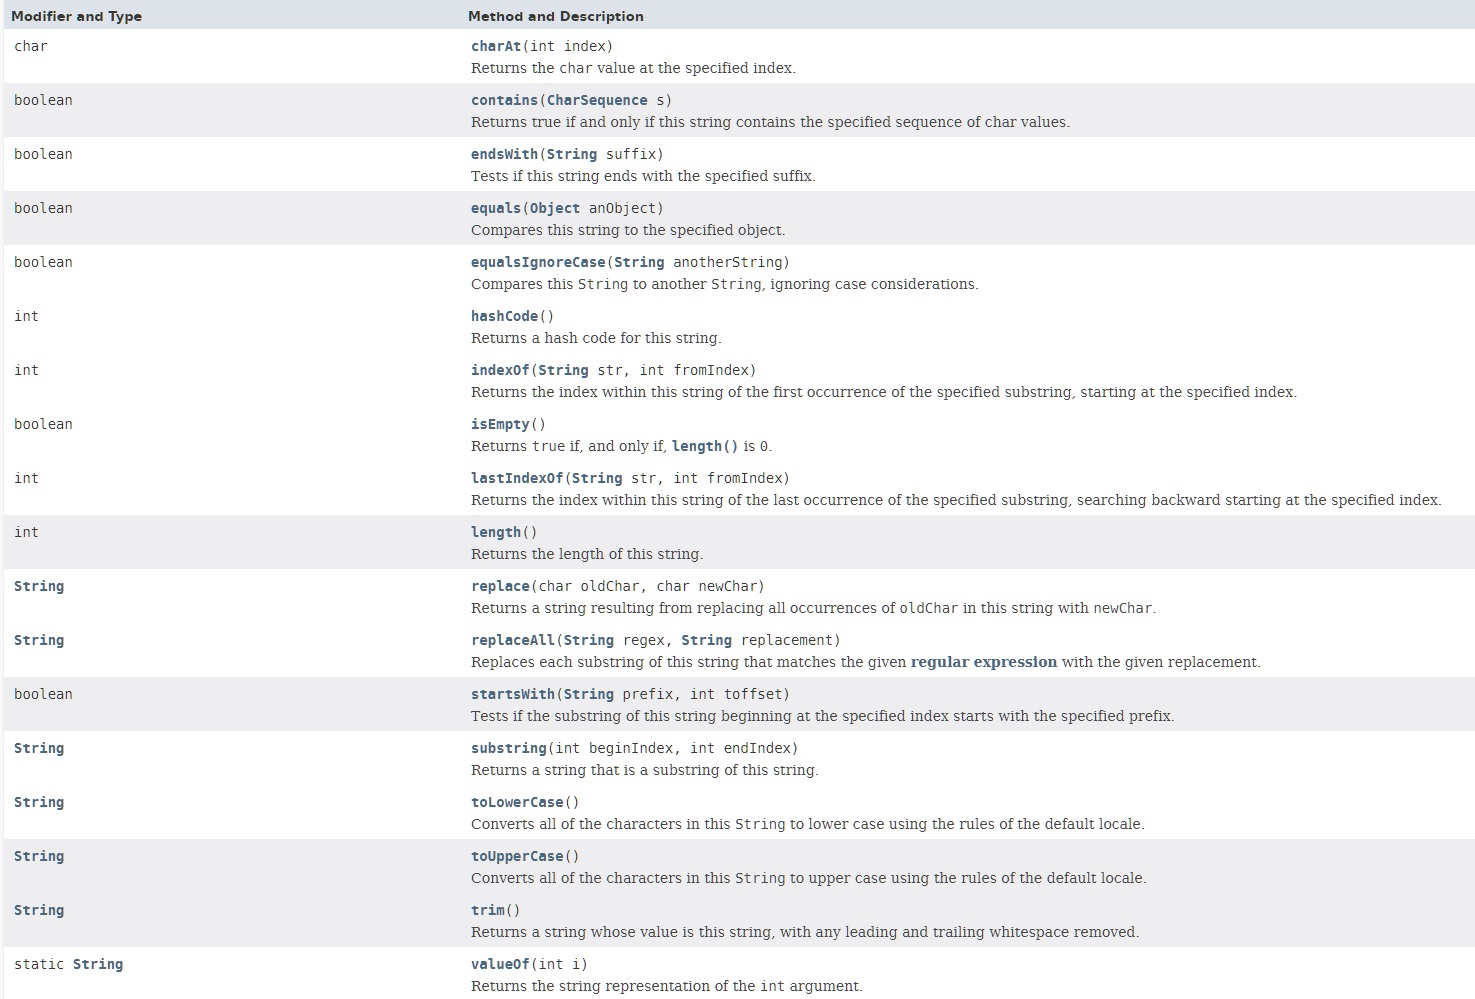 Modifier and Type Method and Description
char charAt(int index)
Returns the char value at the specified index.
boolean contains(CharSequence s)
Returns true if and only if this string contains the specified sequence of char values.
boolean endsWith(String suffix)
Tests if this string ends with the specified suffix.
boolean equals(Object anObject)
Compares this string to the specified object.
boolean equalsIgnoreCase(String anotherString)
Compares this String to another String, ignoring case considerations.
int hashCode()
Returns a hash code for this string.
int indexOf(String str, int fromIndex)
Returns the index within this string of the first occurrence of the specified substring, starting at the specified index.
boolean isEmpty()
Returns true if, and only if, length() is 0.
int lastIndexOf(String str, int fromIndex)
Returns the index within this string of the last occurrence of the specified substring, searching backward starting at the specified index.
int length()
Returns the length of this string.
String replace(char oldChar, char newChar)
Returns a string resulting from replacing all occurrences of oldChar in this string with newChar.
String replaceAll(String regex, String replacement)
Replaces each substring of this string that matches the given regular expression with the given replacement.
boolean startsWith(String prefix, int toffset)
Tests if the substring of this string beginning at the specified index starts with the specified prefix.
String substring(int beginIndex, int endIndex)
Returns a string that is a substring of this string.
String toLowerCase()
Converts all of the characters in this String to lower case using the rules of the default locale.
String toUpperCase()
Converts all of the characters in this String to upper case using the rules of the default locale.
String trim()
Returns a string whose value is this string, with any leading and trailing whitespace removed.
static String valueOf(int i)
Returns the string representation of the int argument.